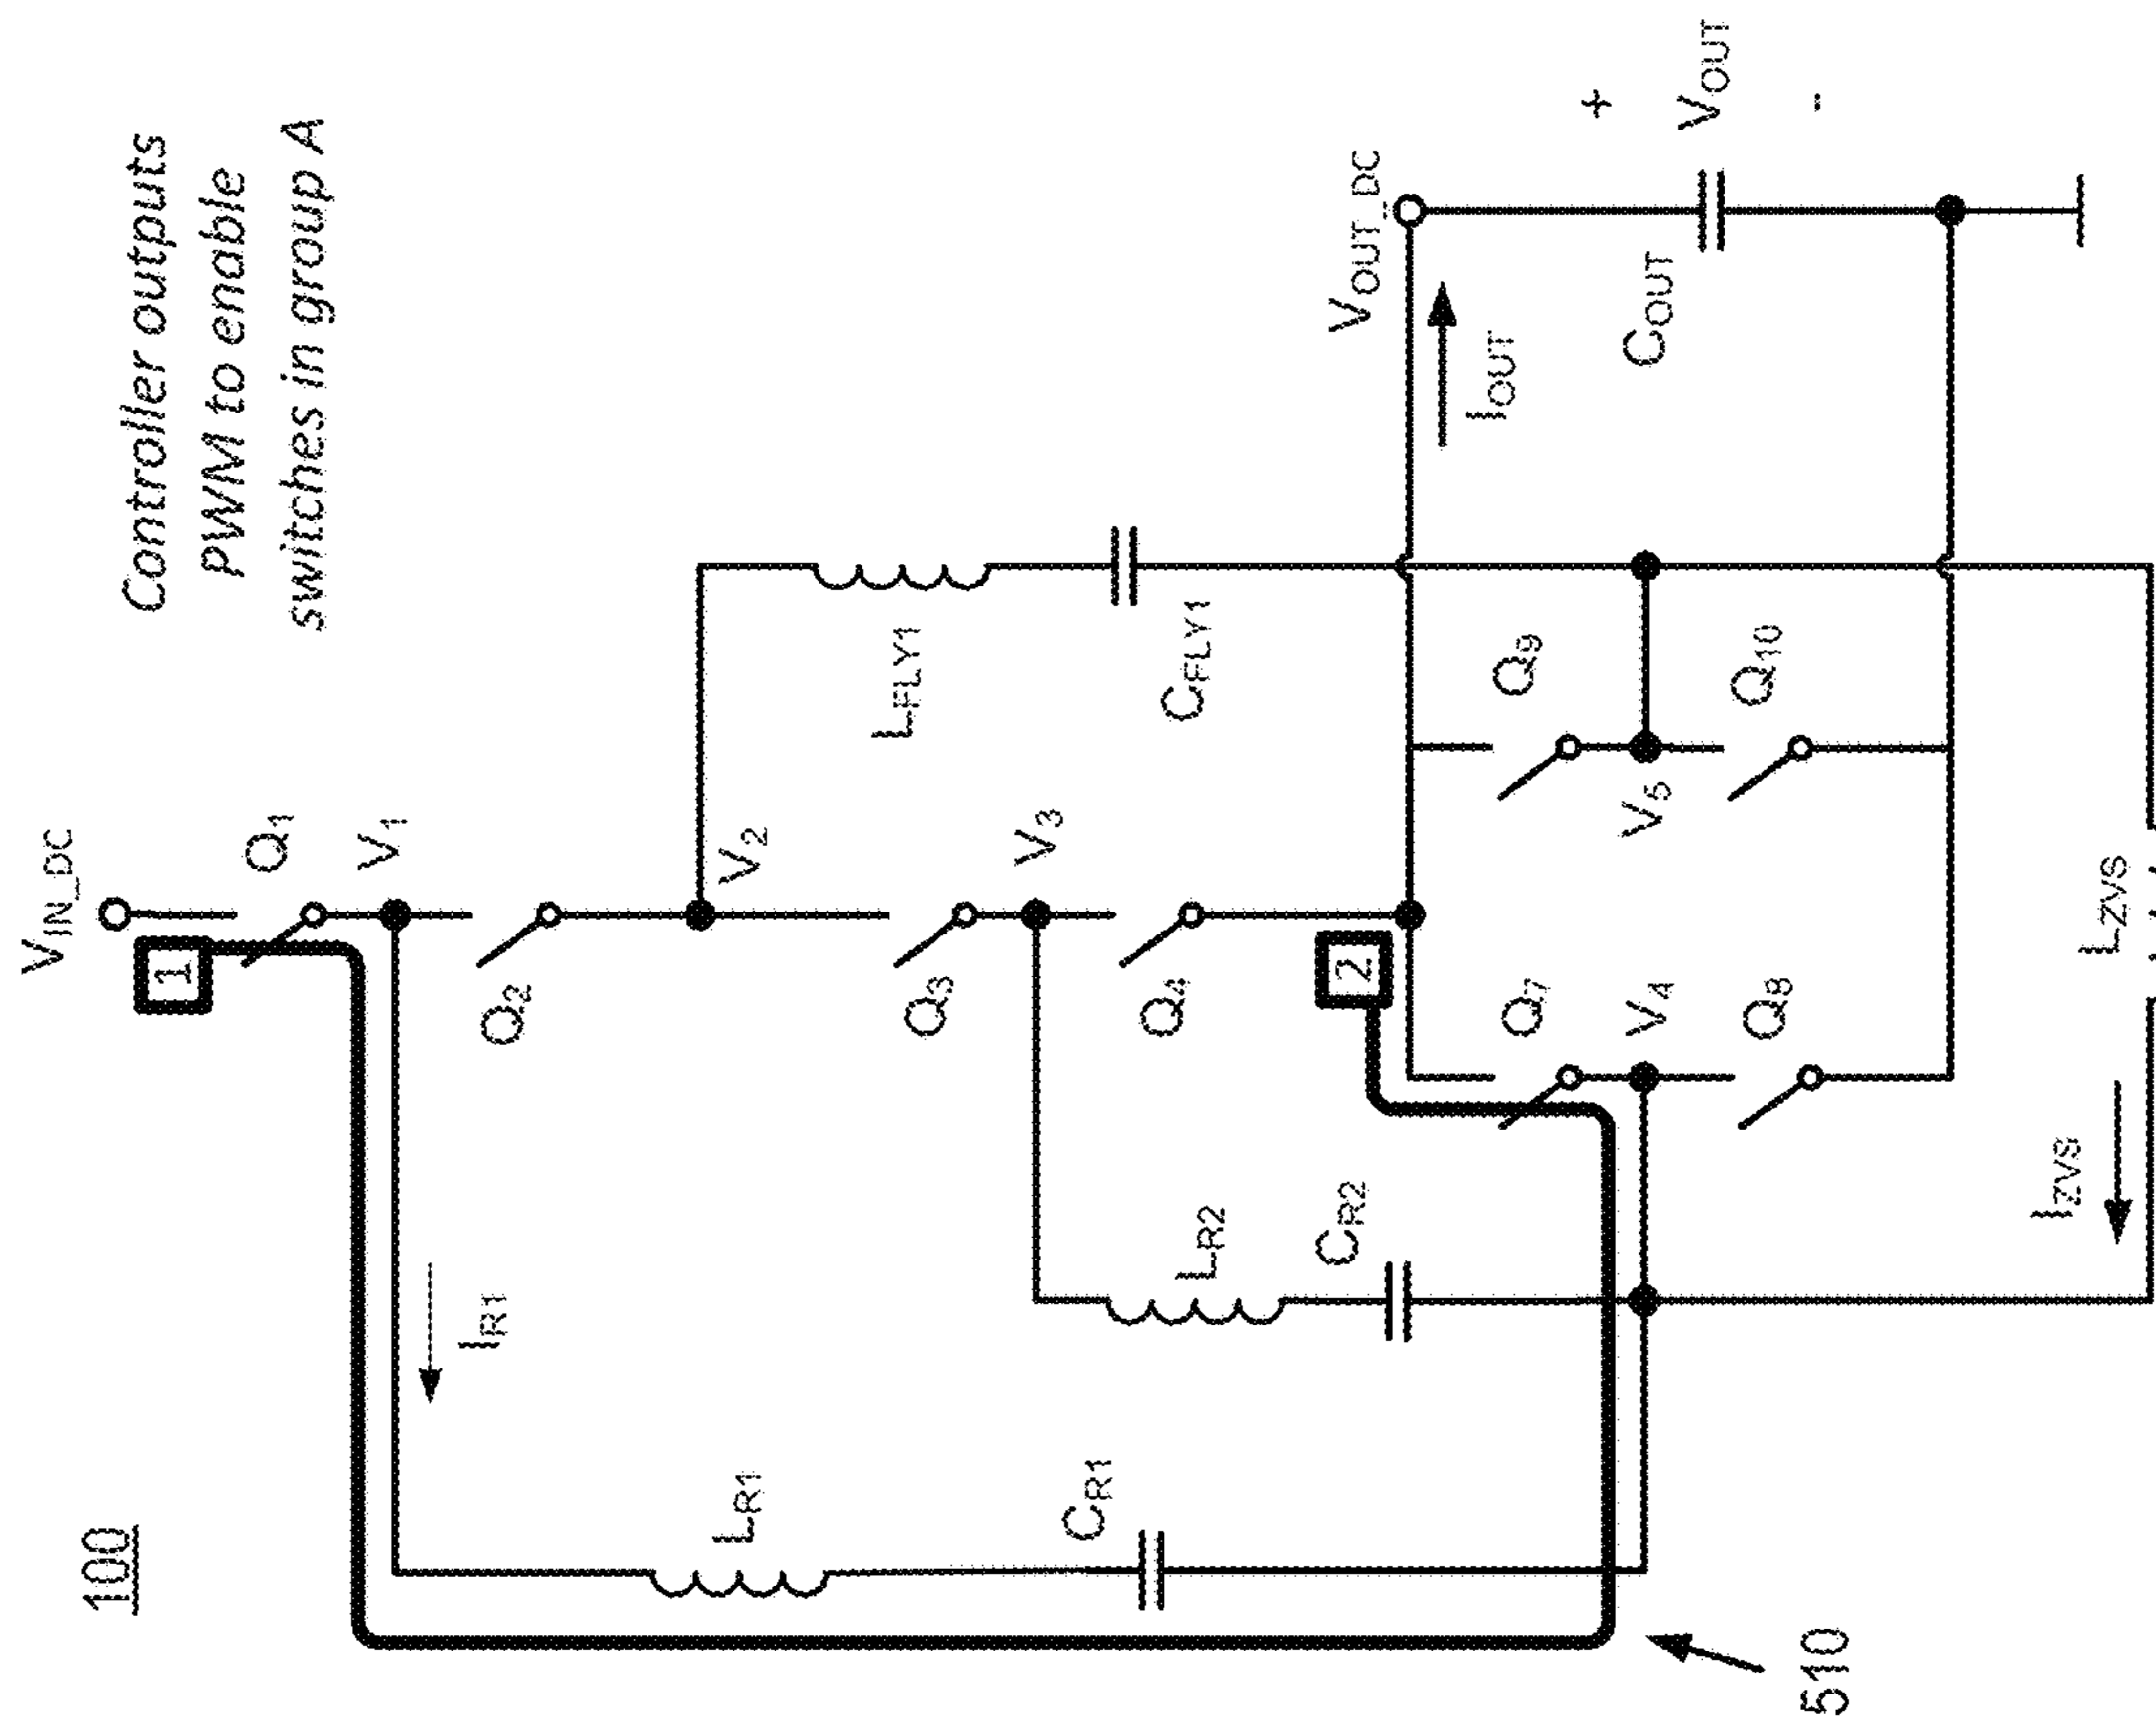 100
Controller outputs
PWM to enable
switches in group A
VIN_DC
1
Q1
V1
IR1
Q2
V2
LR1
LFLY1
Q3
V3
CR1
Q4
CFLY1
LR2
CR2
2
VOUT_DC
IOUT
Q7
Q9
V4
V5
COUT
+
VOUT
-
Q8
Q10
510
IZVS
LZVS